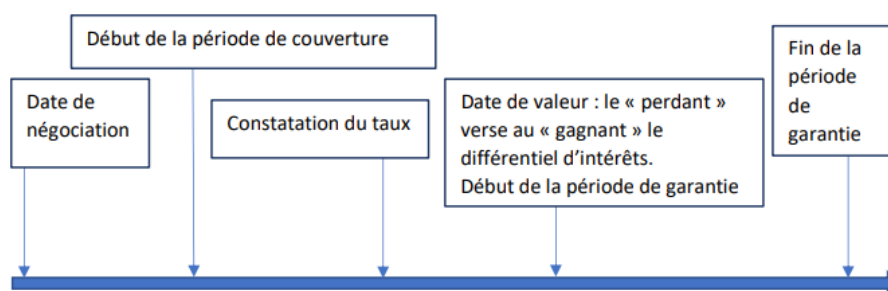 Début de la période de couverture
Date de
négociation
Constatation du taux
Date de valeur : le « perdant »
verse au « gagnant » le
différentiel d’intérêts.
Début de la période de garantie
Fin de la
période
de
garantie